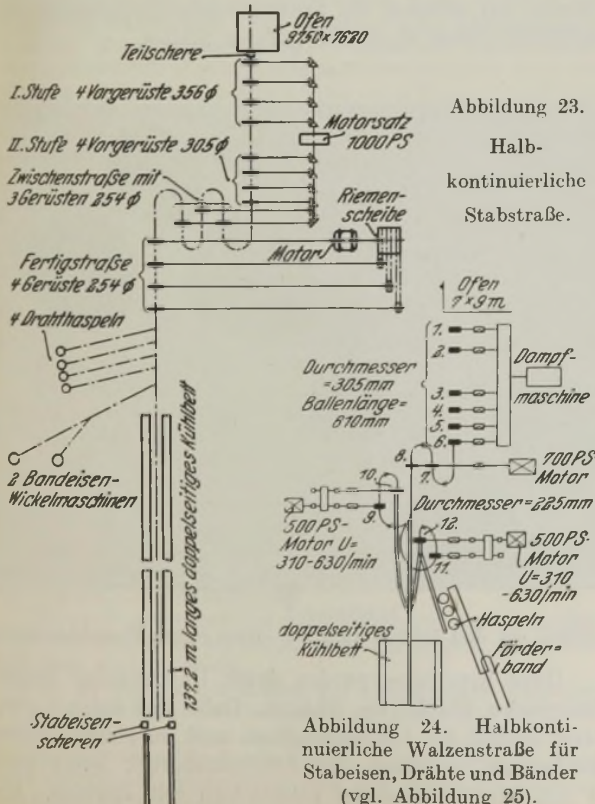 Ofen
9750×7620
Teilschere
I. Stufe 4 Vorgerüste 356 ϕ
Motorsatz
1000 PS
II. Stufe 4 Vorgerüste 305 ϕ
Zwischenstraße mit
3 Gerüsten 254 ϕ
Riemen-
scheibe
Motor
Fertigstraße
4 Gerüste 254 ϕ
4 Drahthaspeln
2 Bandeisen-
Wickelmaschinen
137,2 m langes doppelseitiges Kühlbett
Stabeisen-
scheren
Abbildung 23.
Halb-
kontinuierliche
Stabstraße.
Ofen
7×9 m
1.
2.
3.
4.
5.
6.
Dampf-
maschine
Durchmesser
=305 mm
Ballenlänge=
610 mm
8.
7.
700 PS
Motor
10.
9.
Durchmesser=225 mm
500 PS-
Motor U=
310-630/min
12.
11.
500 PS-
Motor
U=310
-630/min
Haspeln
Förder-
band
doppelseitiges
Kühlbett
Abbildung 24. Halbkonti-
nuierliche Walzenstraße für
Stabeisen, Drähte und Bänder
(vgl. Abbildung 25).